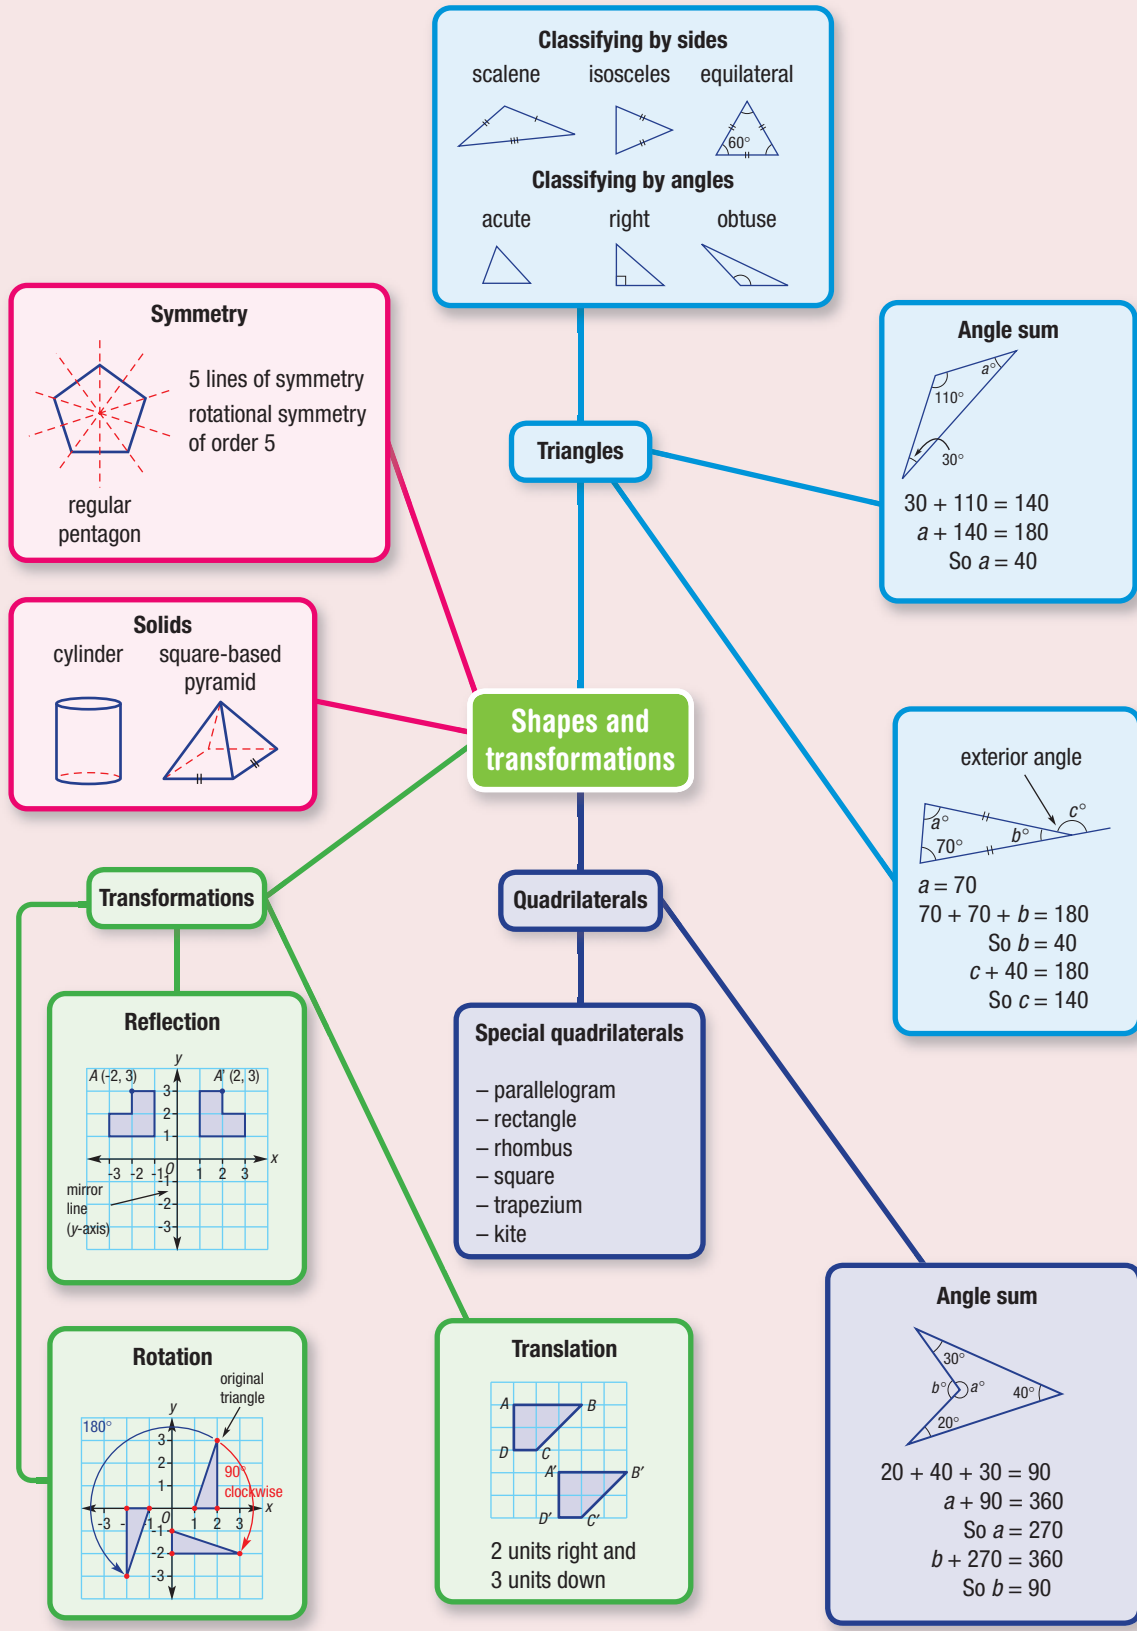 Classifying by sides
scalene isosceles equilateral
60°
Classifying by angles
acute right obtuse
Symmetry
5 lines of symmetry
rotational symmetry
of order 5
regular
pentagon
Angle sum
a°
110°
30°
30 + 110 = 140
a + 140 = 180
So a = 40
Triangles
Solids
cylinder square-based
pyramid
Shapes and
transformations
exterior angle
c°
a°
b°
70°
a = 70
70 + 70 + b = 180
So b = 40
c + 40 = 180
So c = 140
Transformations
Quadrilaterals
Reflection
y
A (-2, 3) A' (2, 3)
3
2
1
x
-3 -2 -1 O 1 2 3
-1
-2
-3
mirror
line
(y-axis)
Special quadrilaterals
– parallelogram
– rectangle
– rhombus
– square
– trapezium
– kite
Angle sum
30°
b° a° 40°
20°
20 + 40 + 30 = 90
a + 90 = 360
So a = 270
b + 270 = 360
So b = 90
Rotation
original
triangle
y
180°
3
2
1
90°
clockwise
x
-3 - O 1 2 3
-1
-2
-3
Translation
A B
D C
A' B'
D' C'
2 units right and
3 units down